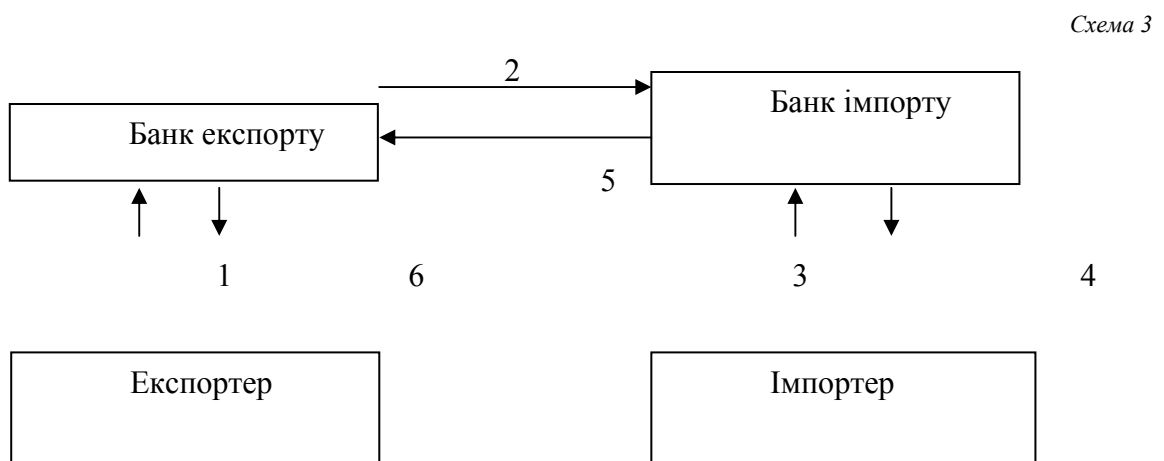 Схема 3
2
Банк експорту
Банк імпорту
5
1 6 3 4
Експортер
Імпортер